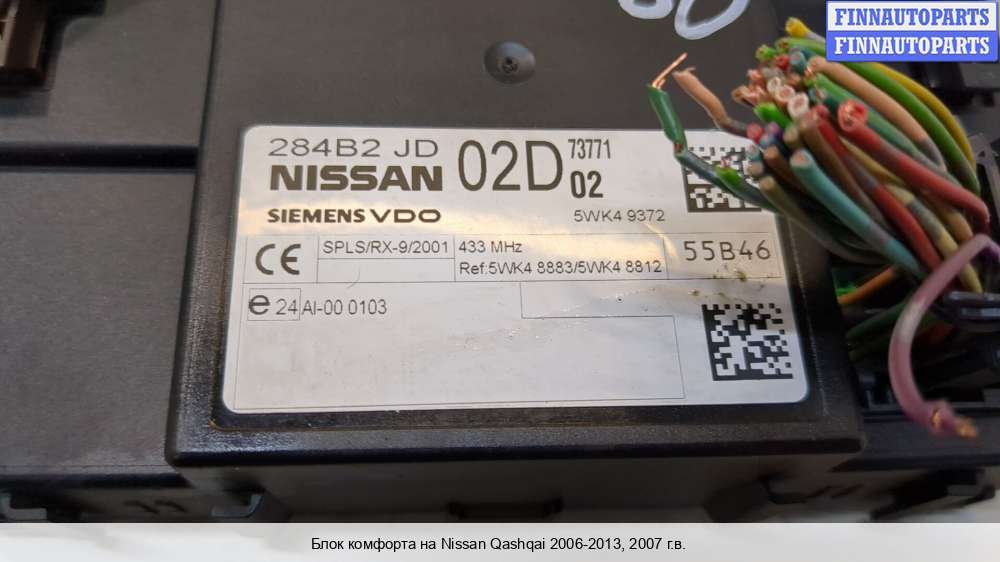 FINNAUTOPARTS
FINNAUTOPARTS
284B2 JD 02D 73771
NISSAN 02
SIEMENS VDO 5WK4 9372
CE SPLS/RX-9/2001 433 MHz 55B46
Ref:5WK4 8883/5WK4 8812
e 24 AI-00 0103
Блок комфорта на Nissan Qashqai 2006-2013, 2007 г.в.